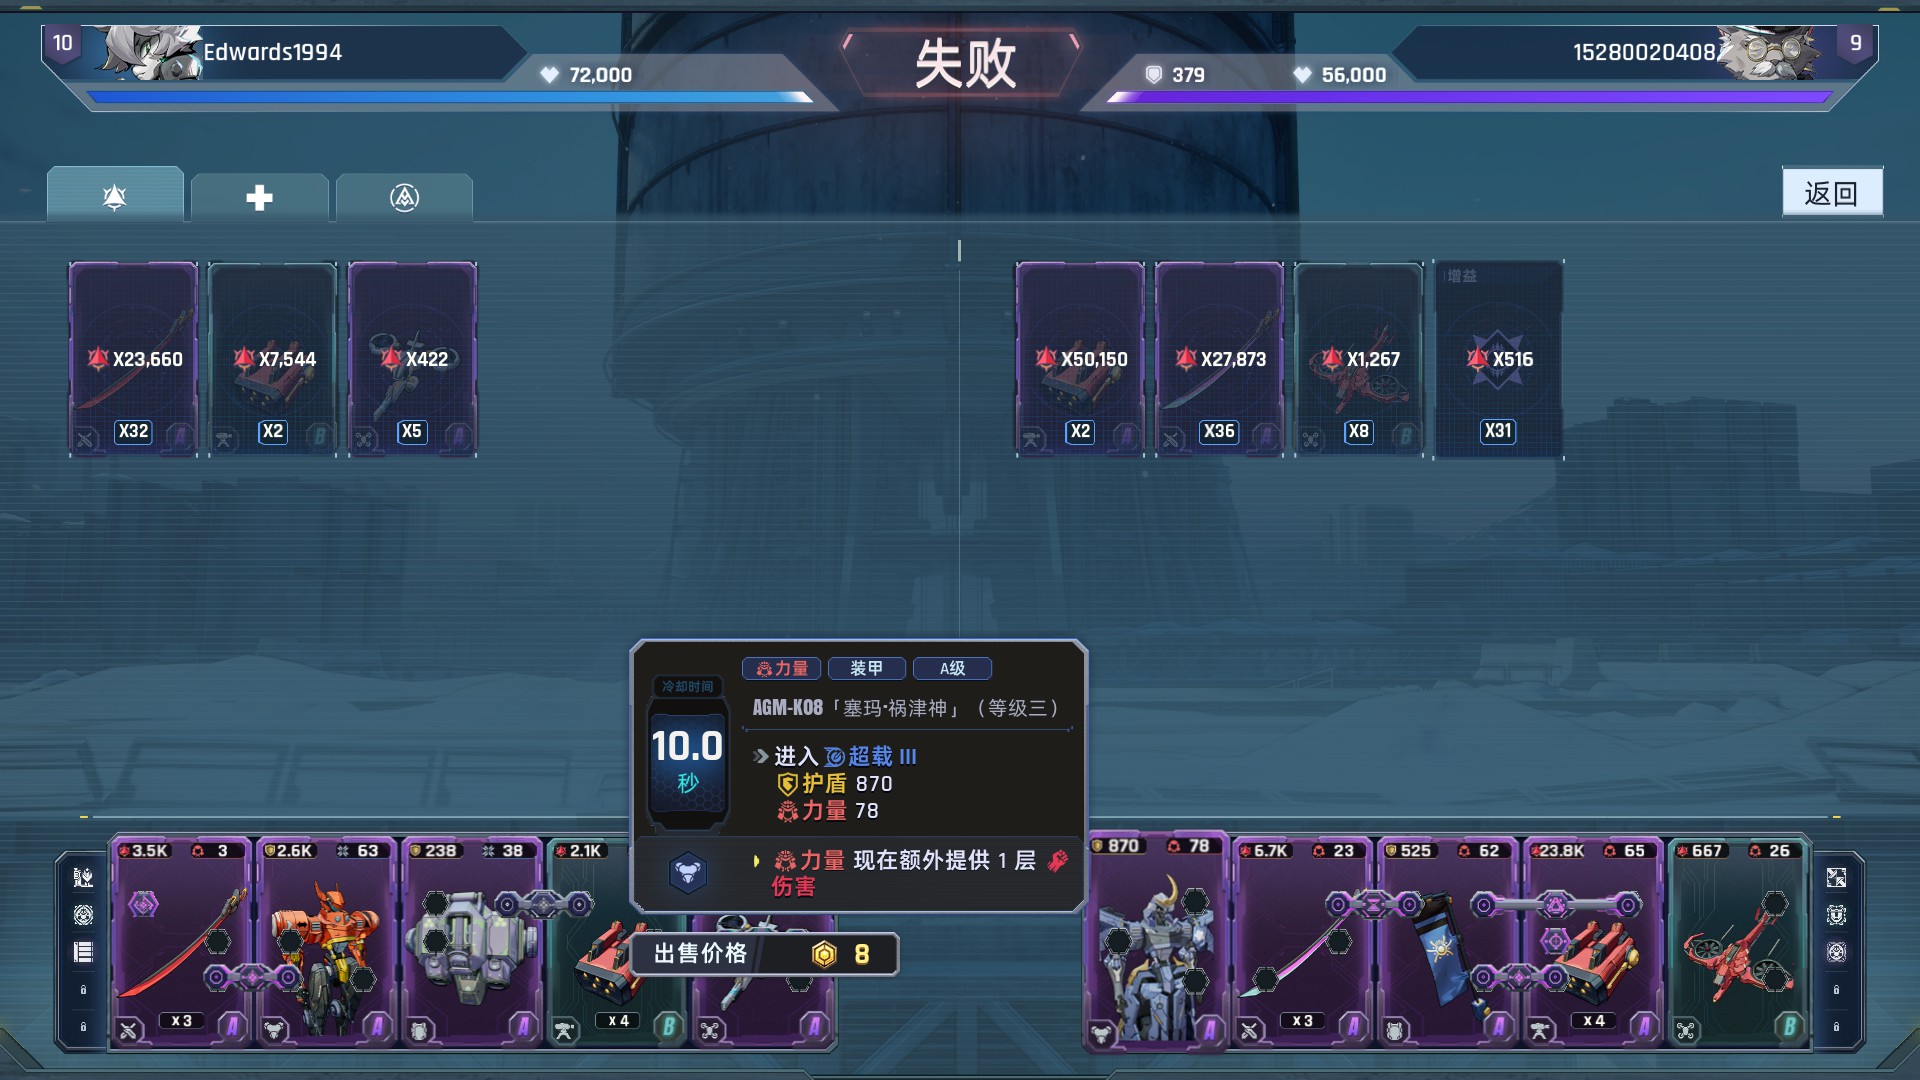 10
Edwards1994
72,000
失败
379
56,000
15280020408
9
返回
X23,660
X32
X7,544
X2
X422
X5
X50,150
X2
X27,873
X36
X1,267
X8
增益
X516
X31
力量
装甲
A级
冷却时间
10.0
秒
AGM-K08「塞玛·祸津神」（等级三）
进入 超载 III
护盾 870
力量 78
力量 现在额外提供 1 层
伤害
出售价格
8
3.5K
3
x3
A
2.6K
63
A
238
38
A
2.1K
x4
B
A
870
78
A
6.7K
23
x3
A
525
62
A
23.8K
65
x4
A
667
26
B